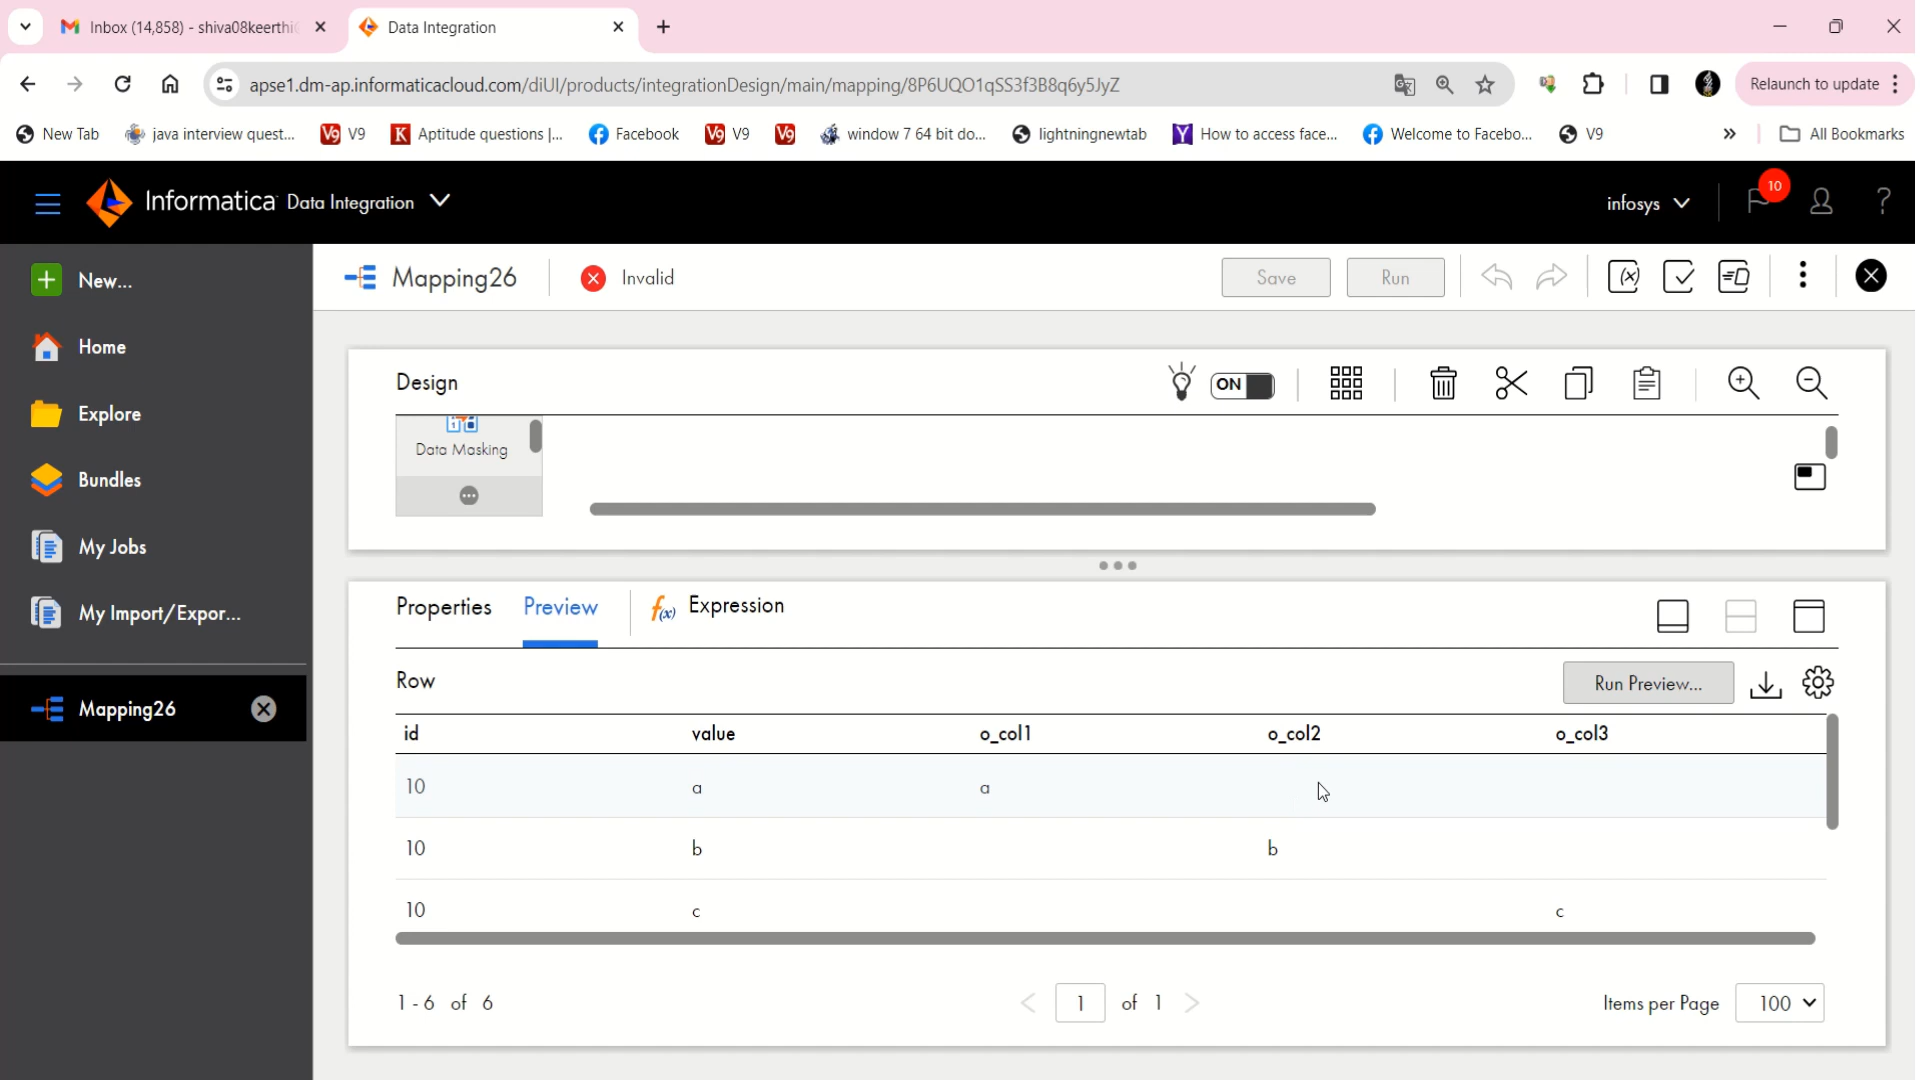 Inbox (14,858) - shiva08keerthi
Data Integration
apse1.dm-ap.informaticacloud.com/diUI/products/integrationDesign/main/mapping/8P6UQO1qSS3f3B8q6y5JyZ
Relaunch to update
New Tab
java interview quest...
V9 V9
K Aptitude questions |...
Facebook
V9 V9
V9
window 7 64 bit do...
lightningnewtab
Y How to access face...
Welcome to Facebo...
V9
»
All Bookmarks
Informatica Data Integration
infosys
10
?
New...
Mapping26
Invalid
Save
Run
Home
Explore
Bundles
My Jobs
My Import/Expor...
Mapping26
Design
ON
Data Masking
Properties
Preview
f(x) Expression
Row
Run Preview...
id value o_col1 o_col2 o_col3
10 a a
10 b b
10 c c
1 - 6 of 6
1 of 1
Items per Page 100